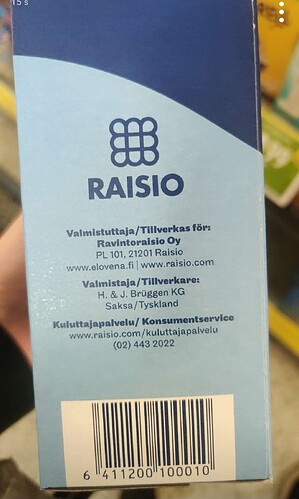 15 s
RAISIO
Valmistuttaja/Tillverkas för:
Ravintoraisio Oy
PL 101, 21201 Raisio
www.elovena.fi | www.raisio.com
Valmistaja/Tillverkare:
H. & J. Brüggen KG
Saksa/Tyskland
Kuluttajapalvelu/ Konsumentservice
www.raisio.com/kuluttajapalvelu
(02) 443 2022
6 411200 100010